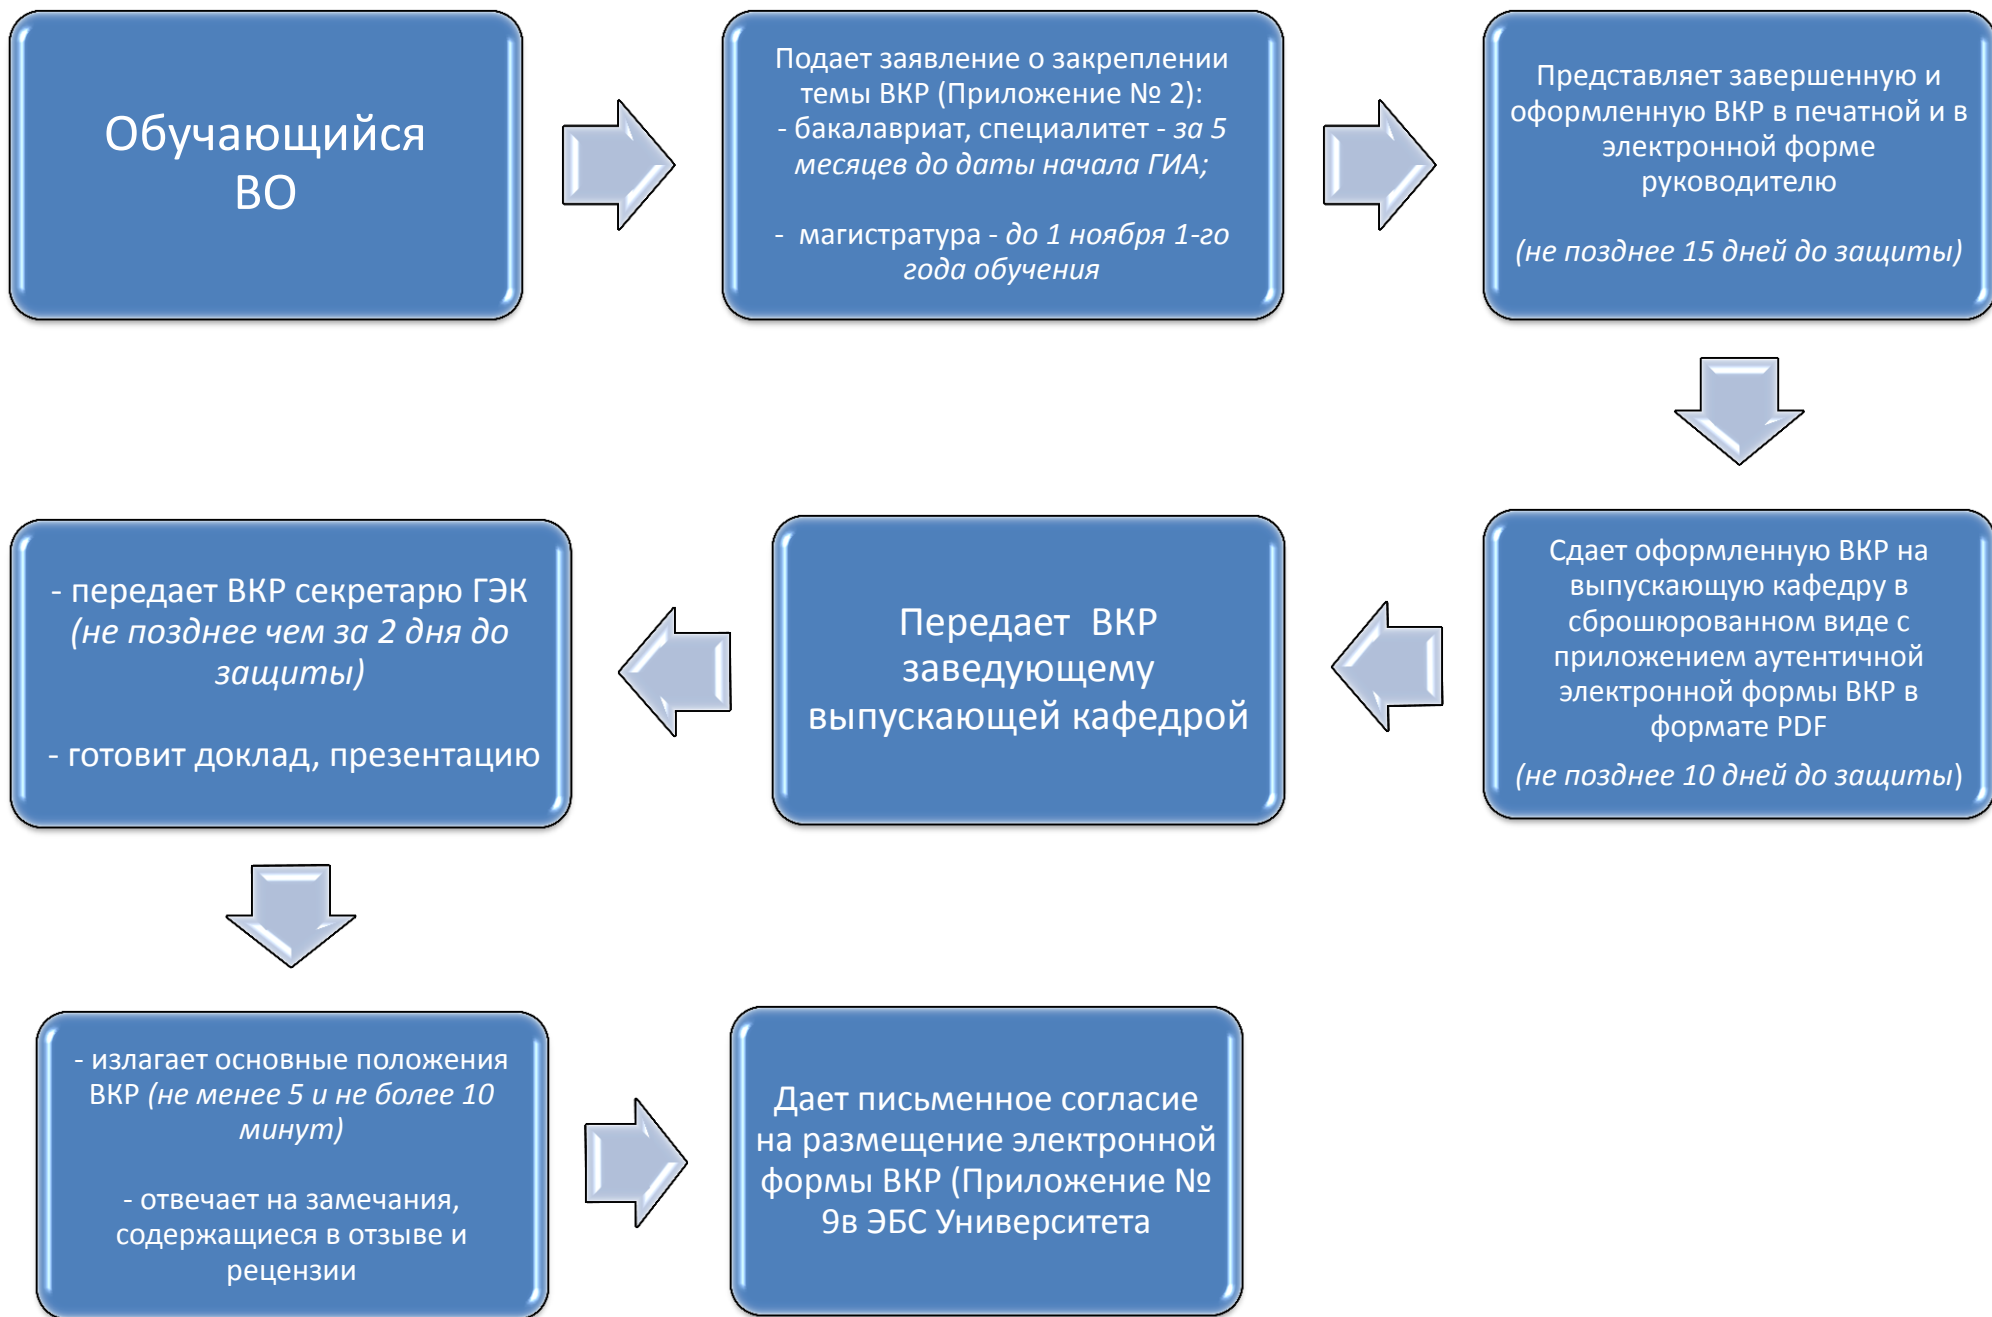 Обучающийся
ВО
Подает заявление о закреплении
темы ВКР (Приложение № 2):
- бакалавриат, специалитет - за 5
месяцев до даты начала ГИА;
- магистратура - до 1 ноября 1-го
года обучения
Представляет завершенную и
оформленную ВКР в печатной и в
электронной форме
руководителю
(не позднее 15 дней до защиты)
Сдает оформленную ВКР на
выпускающую кафедру в
сброшюрованном виде с
приложением аутентичной
электронной формы ВКР в
формате PDF
(не позднее 10 дней до защиты)
Передает ВКР
заведующему
выпускающей кафедрой
- передает ВКР секретарю ГЭК
(не позднее чем за 2 дня до
защиты)
- готовит доклад, презентацию
- излагает основные положения
ВКР (не менее 5 и не более 10
минут)
- отвечает на замечания,
содержащиеся в отзыве и
рецензии
Дает письменное согласие
на размещение электронной
формы ВКР (Приложение №
9в ЭБС Университета